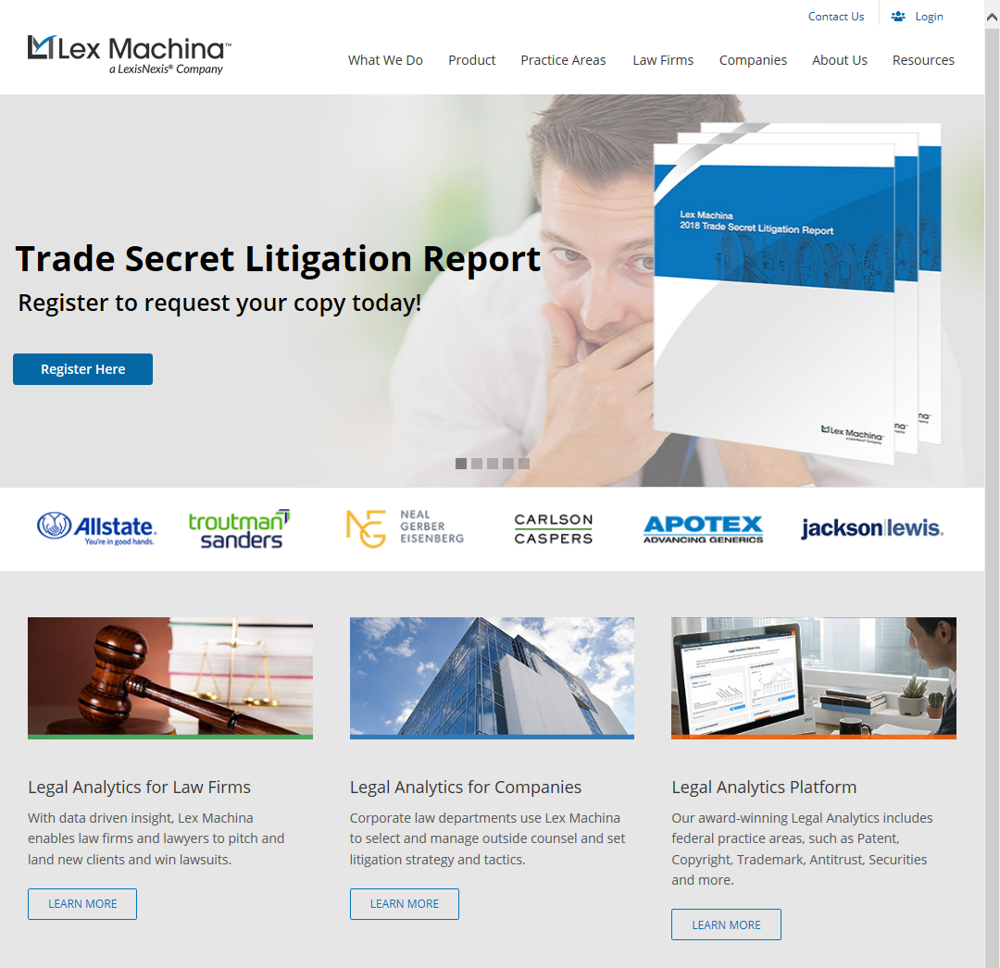 Contact Us
Login
Lex Machina™
a LexisNexis® Company
What We Do
Product
Practice Areas
Law Firms
Companies
About Us
Resources
Lex Machina
2018 Trade Secret Litigation Report
Trade Secret Litigation Report
Register to request your copy today!
Register Here
Lex Machina
Allstate.
You're in good hands.
troutman
sanders
NEAL
GERBER
EISENBERG
CARLSON
CASPERS
APOTEX
ADVANCING GENERICS
jackson lewis.
Legal Analytics for Law Firms
With data driven insight, Lex Machina
enables law firms and lawyers to pitch and
land new clients and win lawsuits.
LEARN MORE
Legal Analytics for Companies
Corporate law departments use Lex Machina
to select and manage outside counsel and set
litigation strategy and tactics.
LEARN MORE
Legal Analytics Platform
Our award-winning Legal Analytics includes
federal practice areas, such as Patent,
Copyright, Trademark, Antitrust, Securities
and more.
LEARN MORE